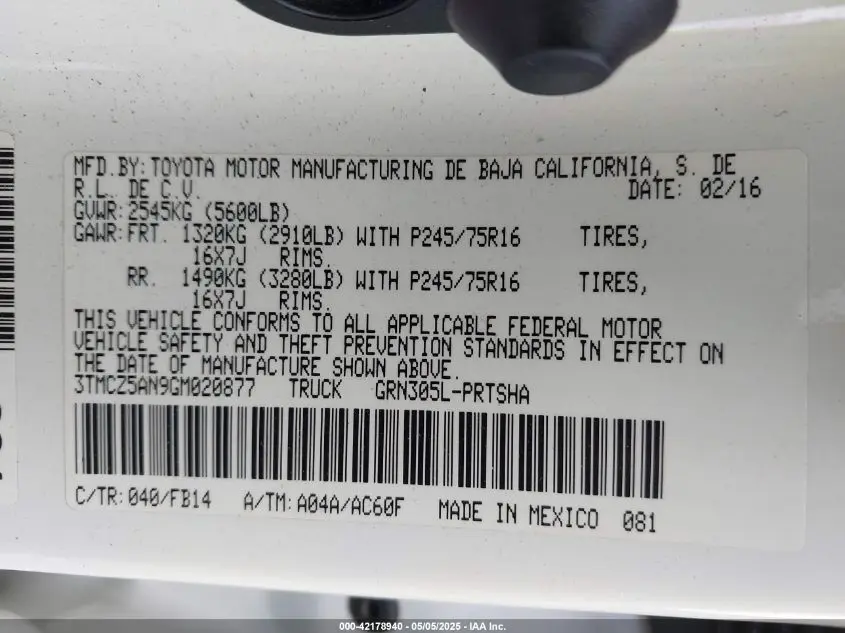 MFD.BY:TOYOTA MOTOR MANUFACTURING DE BAJA CALIFORNIA, S. DE
R.L. DE C.V. DATE: 02/16
GVWR:2545KG (5600LB)
GAWR:FRT. 1320KG (2910LB) WITH P245/75R16 TIRES,
16X7J RIMS.
RR. 1490KG (3280LB) WITH P245/75R16 TIRES,
16X7J RIMS.
THIS VEHICLE CONFORMS TO ALL APPLICABLE FEDERAL MOTOR
VEHICLE SAFETY AND THEFT PREVENTION STANDARDS IN EFFECT ON
THE DATE OF MANUFACTURE SHOWN ABOVE.
3TMCZ5AN9GM020877 TRUCK GRN305L-PRTSHA
C/TR:040/FB14 A/TM:A04A/AC60F MADE IN MEXICO 081
000-42178940 - 05/05/2025 - IAA Inc.